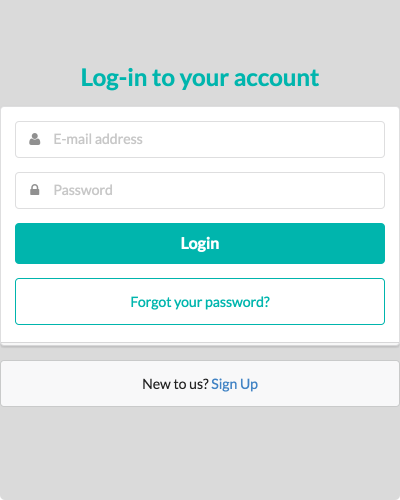 Log-in to your account
E-mail address
Password
Login
Forgot your password?
New to us? Sign Up